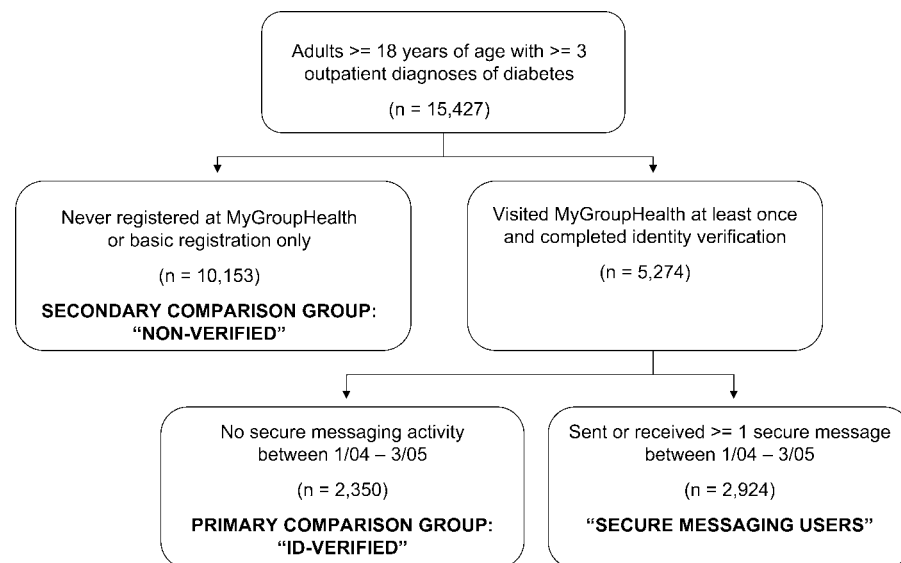 Adults >= 18 years of age with >= 3
outpatient diagnoses of diabetes
(n = 15,427)
Never registered at MyGroupHealth
or basic registration only
(n = 10,153)
SECONDARY COMPARISON GROUP:
“NON-VERIFIED”
Visited MyGroupHealth at least once
and completed identity verification
(n = 5,274)
No secure messaging activity
between 1/04 – 3/05
(n = 2,350)
PRIMARY COMPARISON GROUP:
“ID-VERIFIED”
Sent or received >= 1 secure message
between 1/04 – 3/05
(n = 2,924)
“SECURE MESSAGING USERS”